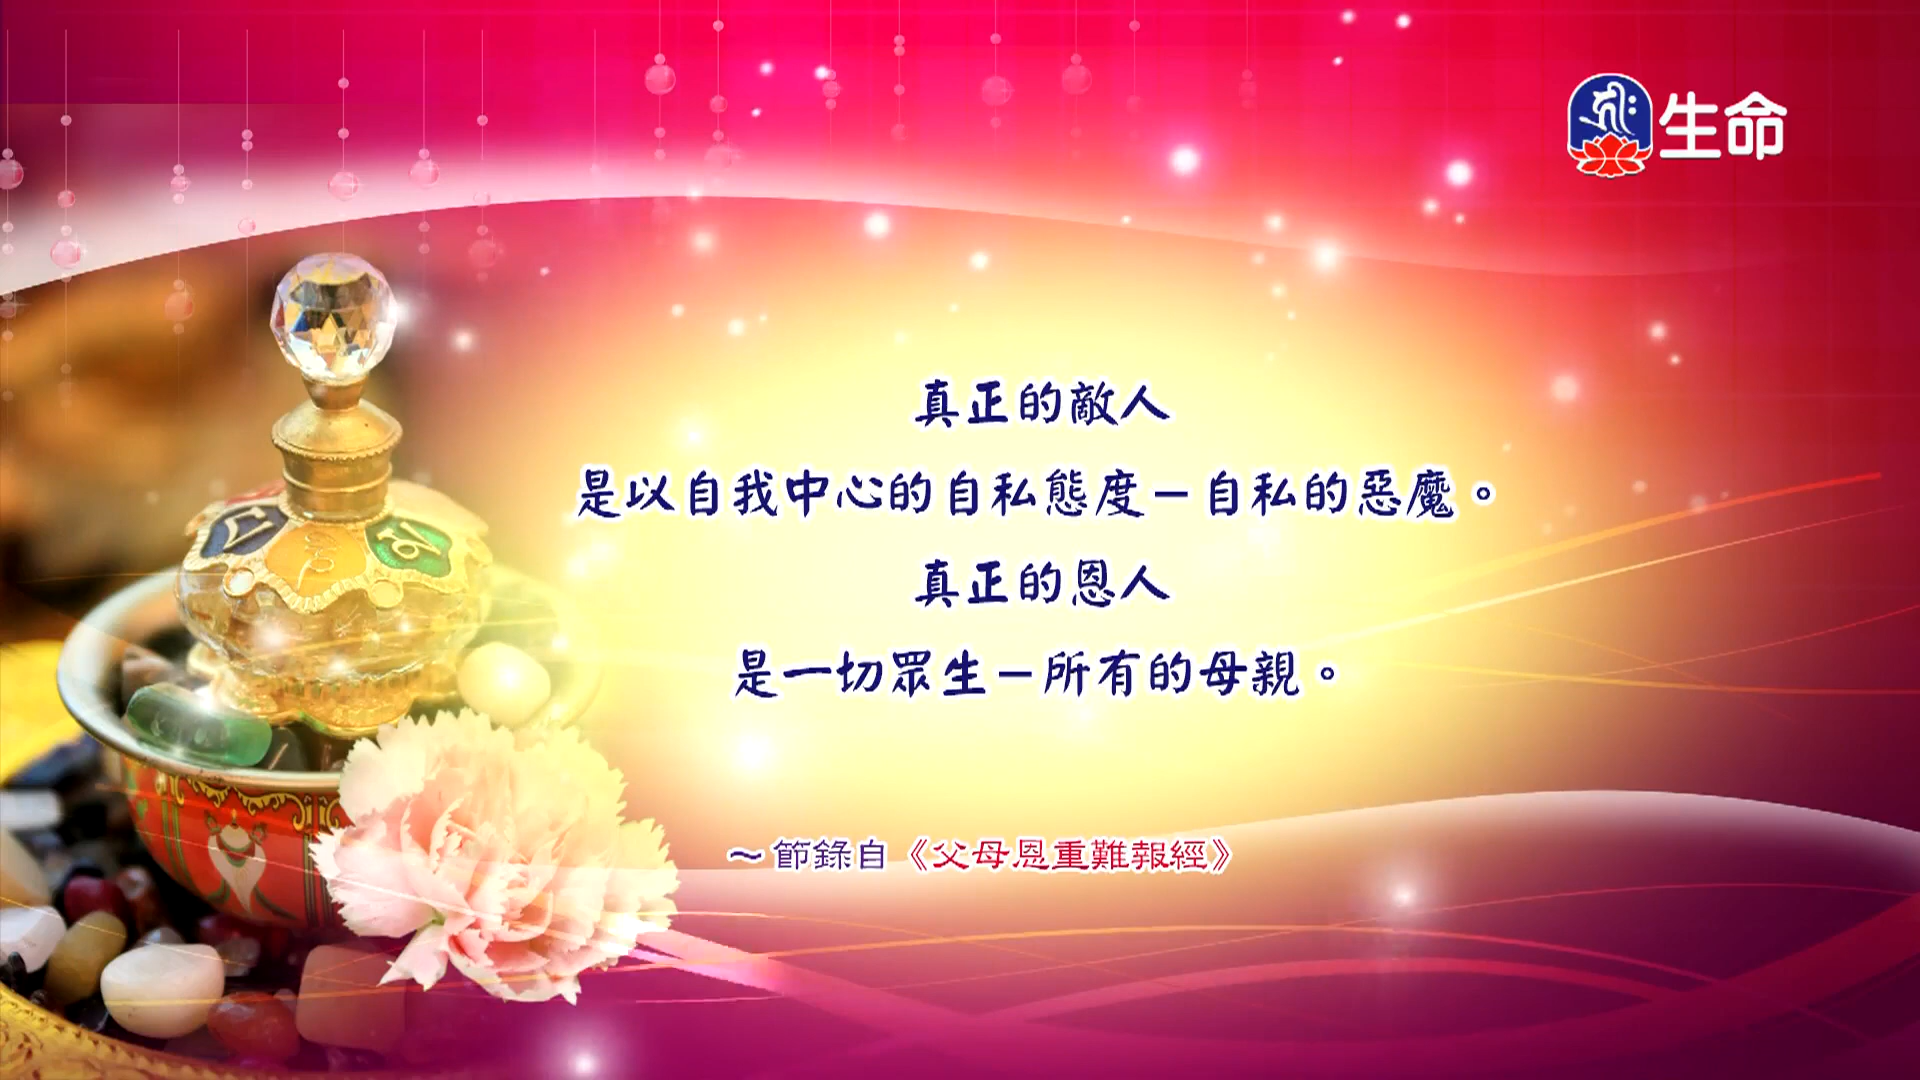 生命
真正的敵人
是以自我中心的自私態度－自私的惡魔。
真正的恩人
是一切眾生－所有的母親。
～節錄自《父母恩重難報經》